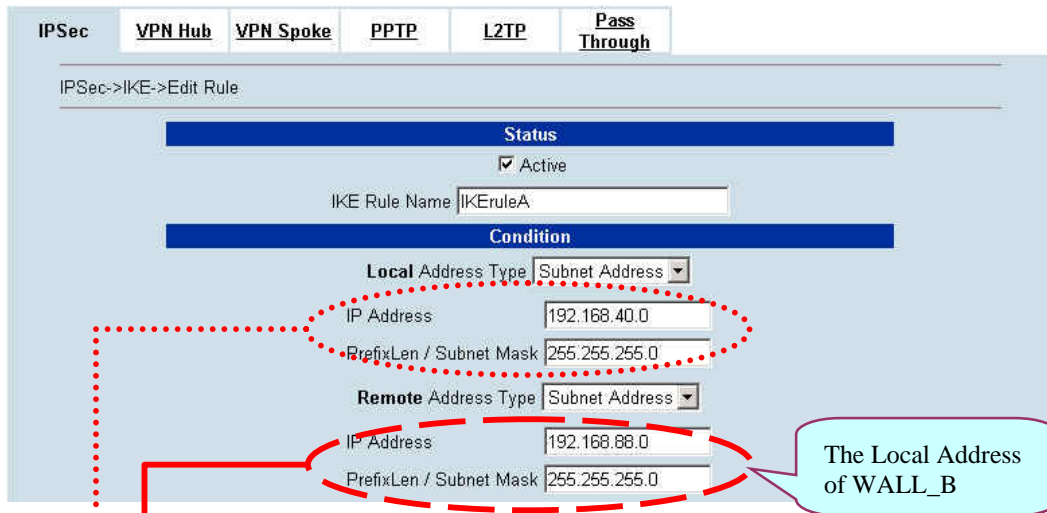 IPSec VPN Hub VPN Spoke PPTP L2TP Pass Through
IPSec->IKE->Edit Rule
Status
Active
IKE Rule Name IKEruleA
Condition
Local Address Type Subnet Address
IP Address 192.168.40.0
PrefixLen / Subnet Mask 255.255.255.0
Remote Address Type Subnet Address
IP Address 192.168.88.0
PrefixLen / Subnet Mask 255.255.255.0
The Local Address
of WALL_B